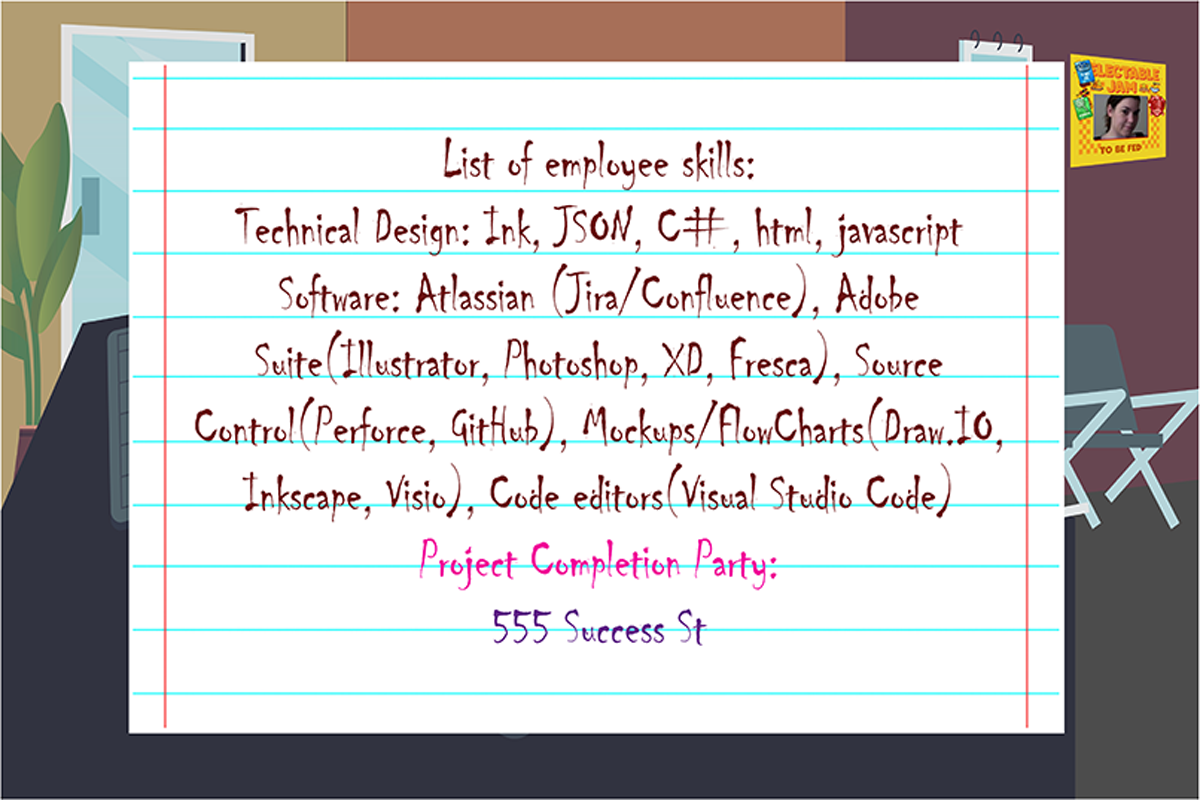 List of employee skills:
Technical Design: Ink, JSON, C#, html, javascript
Software: Atlassian (Jira/Confluence), Adobe
Suite(Illustrator, Photoshop, XD, Fresca), Source
Control(Perforce, GitHub), Mockups/FlowCharts(Draw.IO,
Inkscape, Visio), Code editors(Visual Studio Code)
Project Completion Party:
555 Success St
JAM
TO BE FED